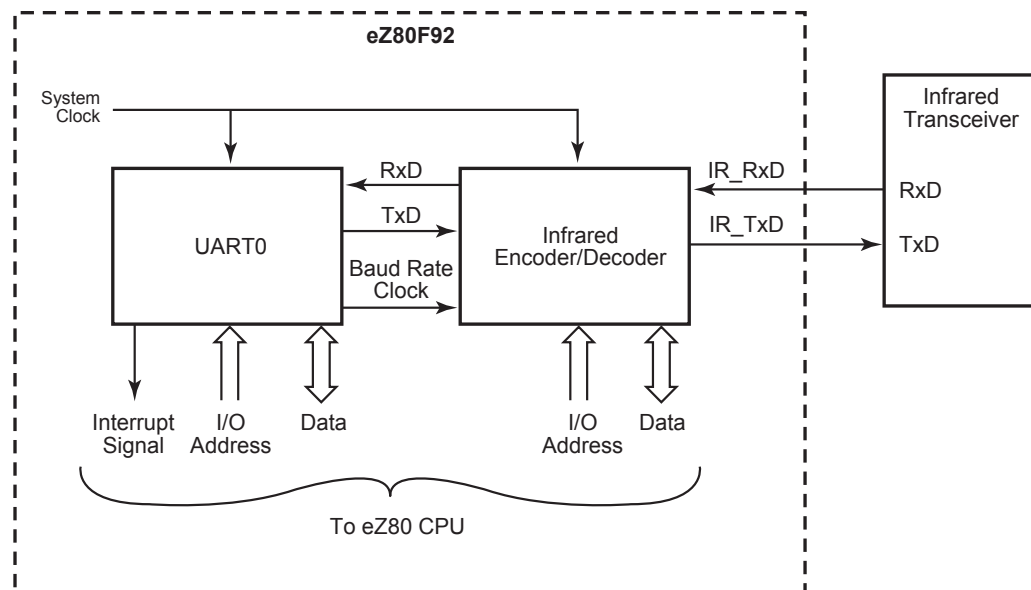 eZ80F92
System
Clock
Infrared
Transceiver
RxD
TxD
IR_RxD
IR_TxD
RxD
TxD
UART0
Baud Rate
Clock
Infrared
Encoder/Decoder
Interrupt
Signal
I/O
Address
Data
I/O
Address
Data
To eZ80 CPU